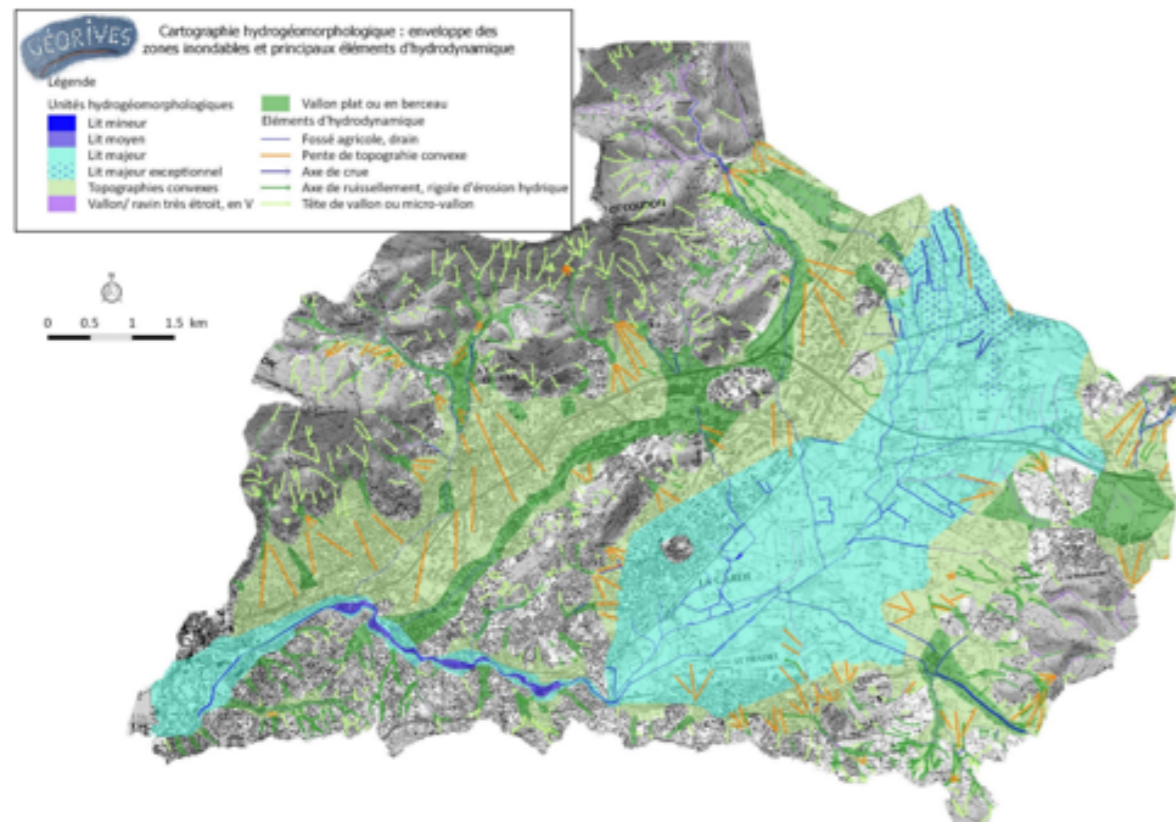 GÉORIVES
Cartographie hydrogéomorphologique : enveloppe des
zones inondables et principaux éléments d'hydrodynamique
Légende
Unités hydrogéomorphologiques
Lit mineur
Lit moyen
Lit majeur
Lit majeur exceptionnel
Topographies convexes
Vallon/ ravin très étroit, en V
Vallon plat ou en berceau
Eléments d'hydrodynamique
Fossé agricole, drain
Pente de topograhie convexe
Axe de crue
Axe de ruissellement, rigole d'érosion hydrique
Tête de vallon ou micro-vallon
0 0.5 1 1.5 km
LA GARDE